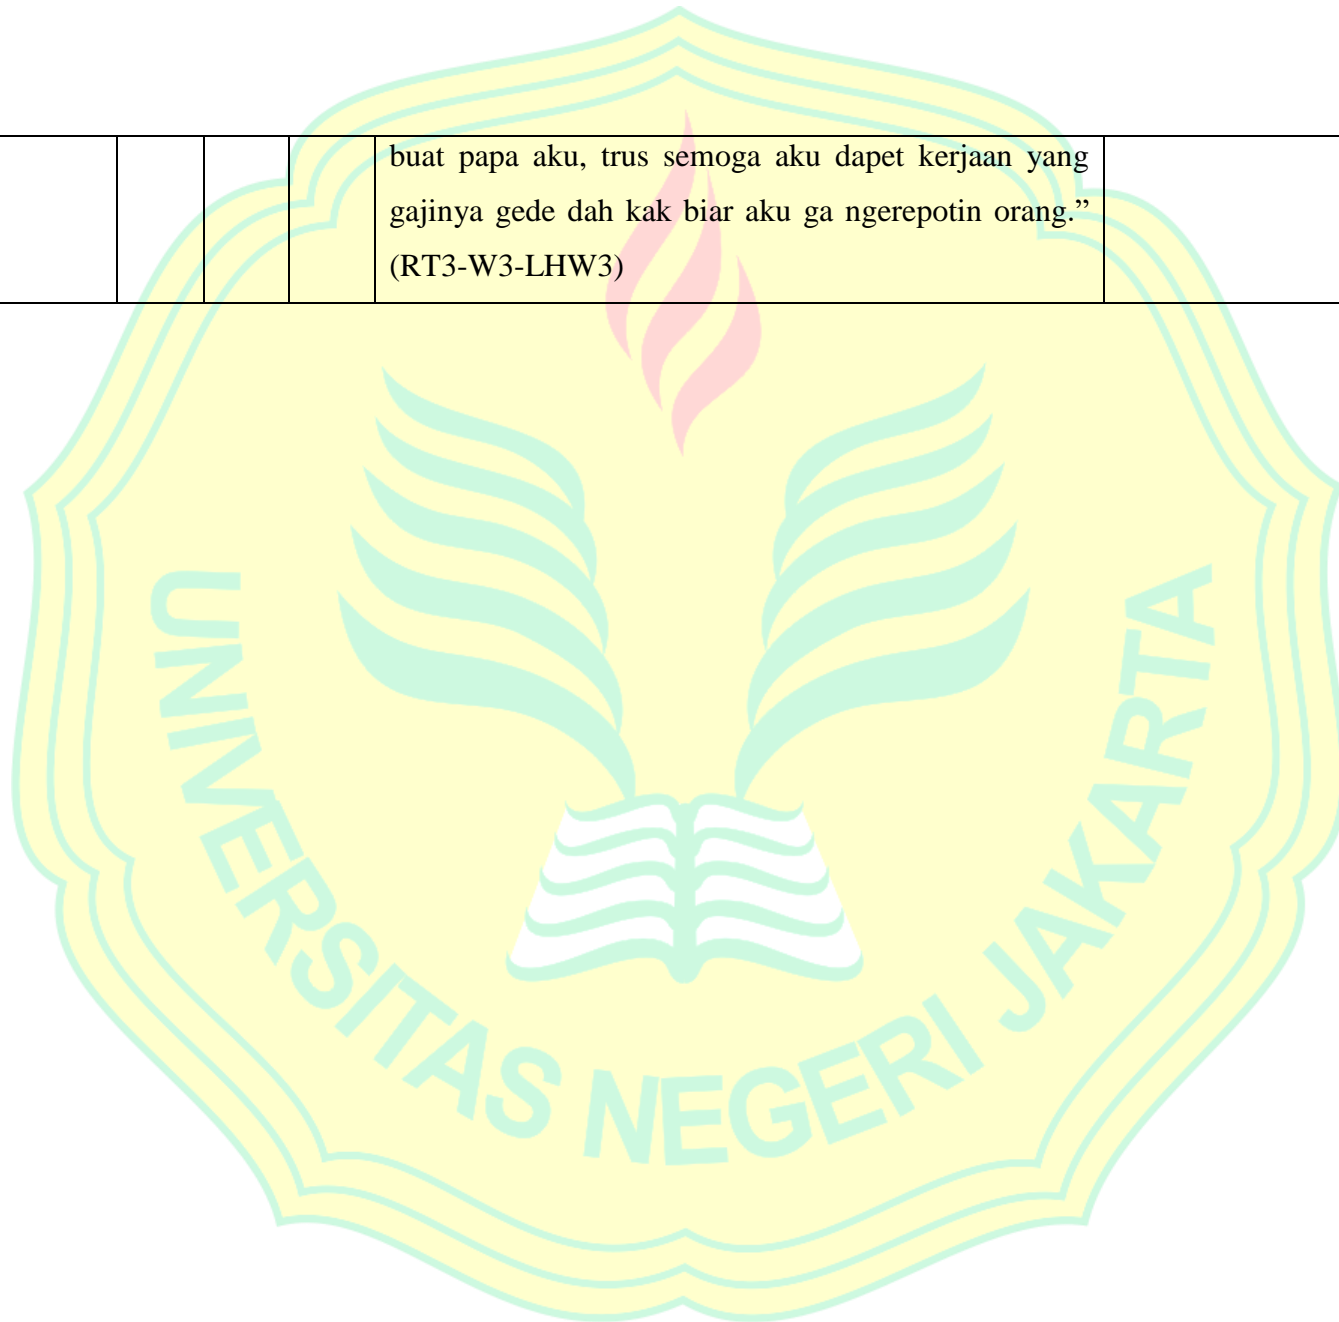 buat papa aku, trus semoga aku dapet kerjaan yang
gajinya gede dah kak biar aku ga ngerepotin orang.”
(RT3-W3-LHW3)
UNIVERSITAS NEGERI JAKARTA